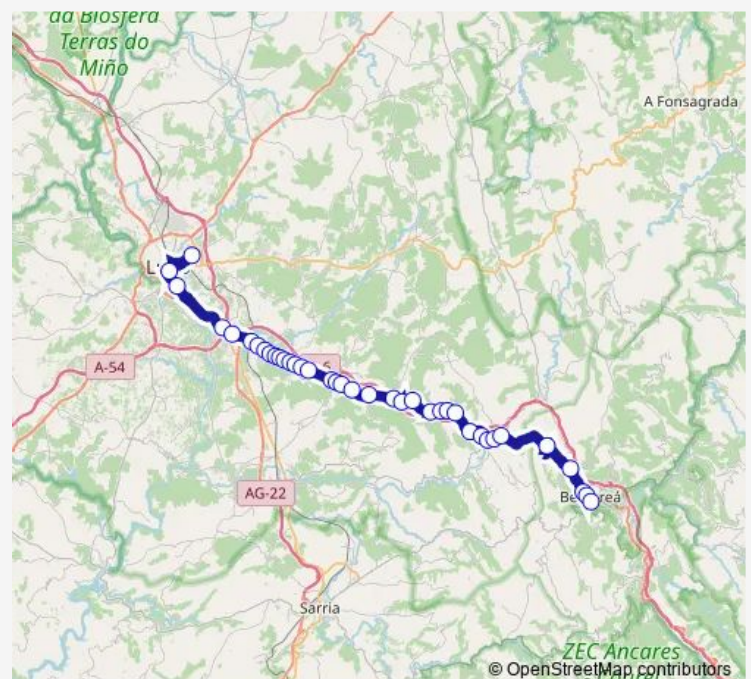 da Biosfera
Terras do
Miño
A Fonsagrada
A-54
AG-22
Sarria
ZEC Ancares
© OpenStreetMap contributors